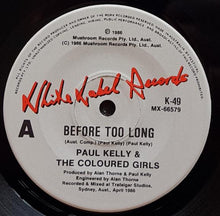 ℗ 1986
Mushroom Records Pty. Ltd.
(C) 1986 Mushroom Records Pty. Ltd.
White Label Records
K-49
MX-66579
A
BEFORE TOO LONG
(Aust. Comp.) (Paul Kelly) (Paul Kelly)
PAUL KELLY &
THE COLOURED GIRLS
Produced by Alan Thorne & Paul Kelly
Engineered by Alan Thorne
Recorded & Mixed at Trafalgar Studios,
Sydney, Aust., April 1986